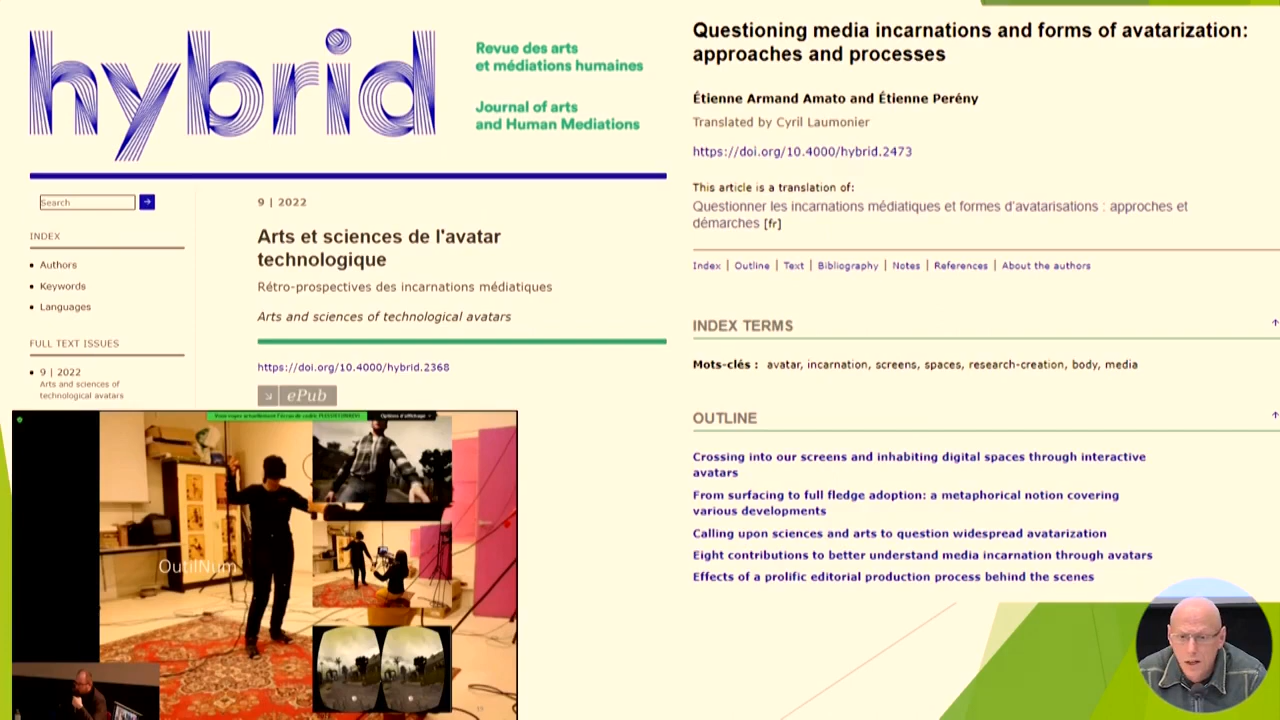 hybrid
Revue des arts
et médiations humaines
Journal of arts
and Human Mediations
Search
INDEX
Authors
Keywords
Languages
FULL TEXT ISSUES
9 | 2022
Arts and sciences of
technological avatars
9 | 2022
Arts et sciences de l'avatar
technologique
Rétro-prospectives des incarnations médiatiques
Arts and sciences of technological avatars
https://doi.org/10.4000/hybrid.2368
ePub
Options d'affichage
OutilNum
Questioning media incarnations and forms of avatarization:
approaches and processes
Étienne Armand Amato and Étienne Perény
Translated by Cyril Laumonier
https://doi.org/10.4000/hybrid.2473
This article is a translation of:
Questionner les incarnations médiatiques et formes d'avatarisations : approches et
démarches [fr]
Index | Outline | Text | Bibliography | Notes | References | About the authors
INDEX TERMS
Mots-clés : avatar, incarnation, screens, spaces, research-creation, body, media
OUTLINE
Crossing into our screens and inhabiting digital spaces through interactive
avatars
From surfacing to full fledge adoption: a metaphorical notion covering
various developments
Calling upon sciences and arts to question widespread avatarization
Eight contributions to better understand media incarnation through avatars
Effects of a prolific editorial production process behind the scenes